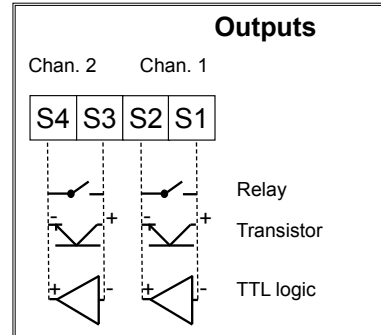 Outputs
Chan. 2 Chan. 1
S4 S3 S2 S1
Relay
- + - +
Transistor
+ - + -
TTL logic